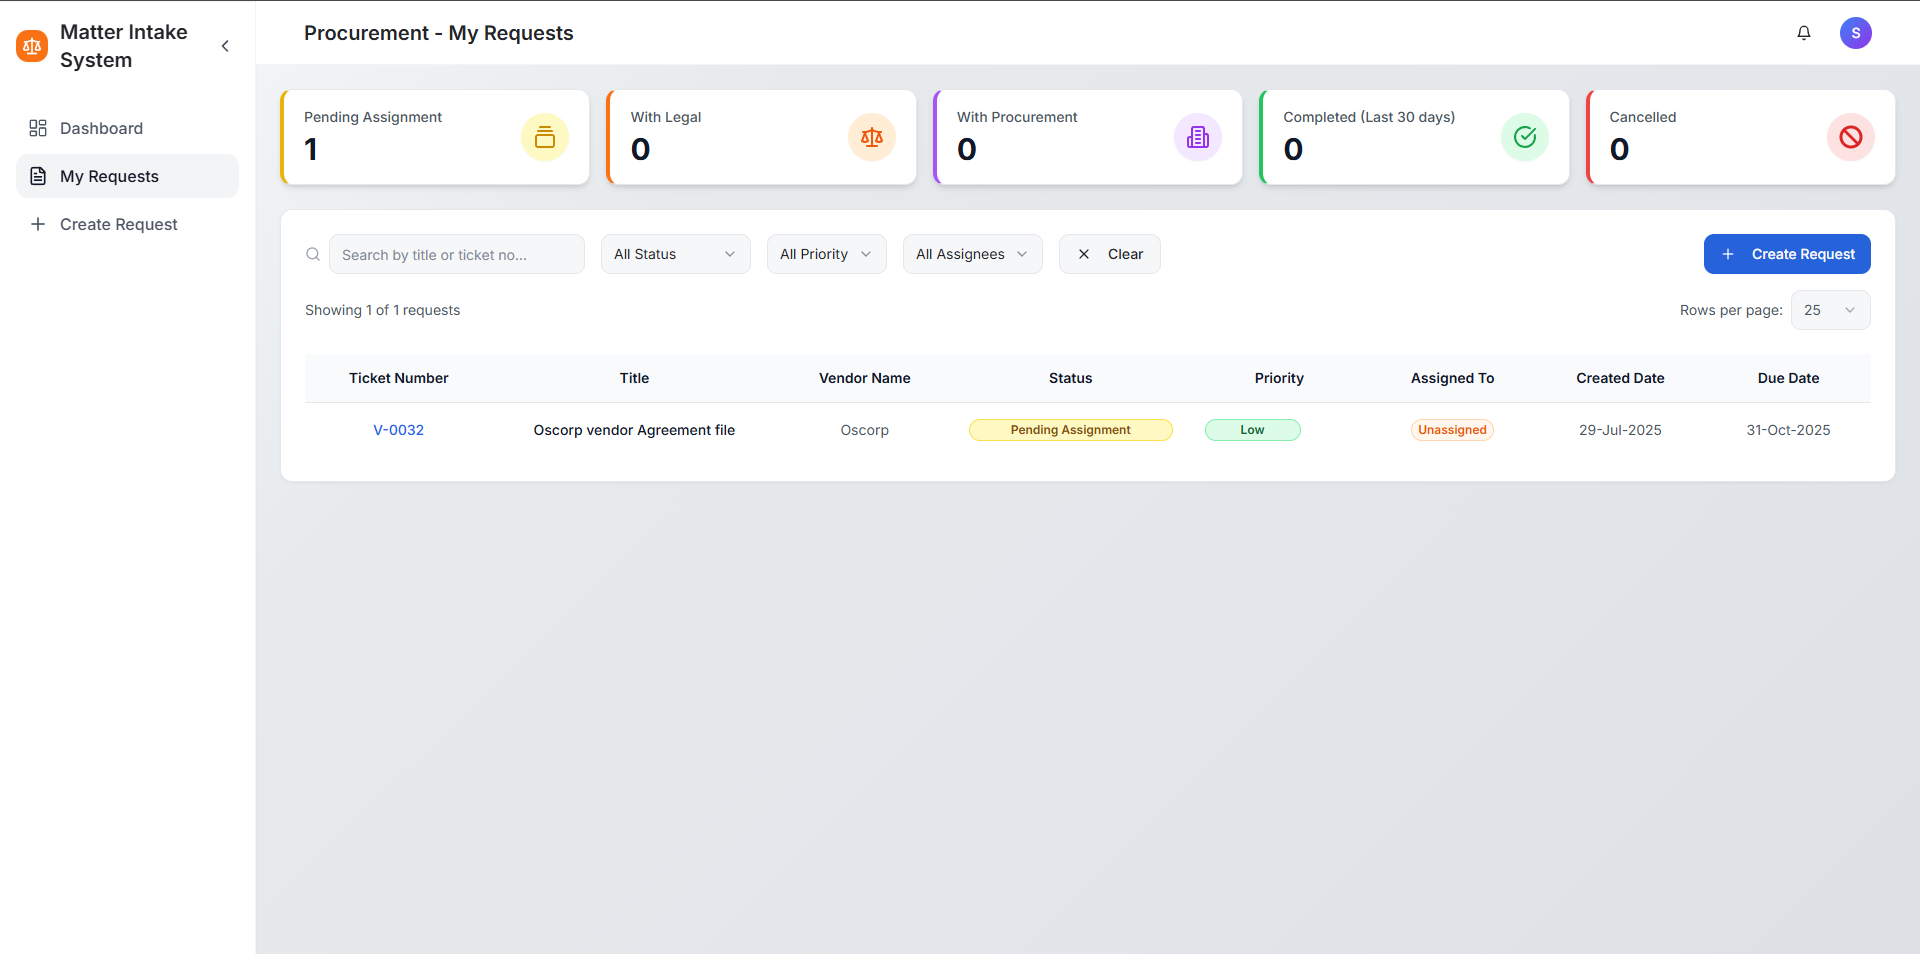 Matter Intake
System
Dashboard
My Requests
Create Request
Procurement - My Requests
S
Pending Assignment
1
With Legal
0
With Procurement
0
Completed (Last 30 days)
0
Cancelled
0
Search by title or ticket no...
All Status
All Priority
All Assignees
Clear
Create Request
Showing 1 of 1 requests
Rows per page: 25
Ticket Number Title Vendor Name Status Priority Assigned To Created Date Due Date
V-0032 Oscorp vendor Agreement file Oscorp Pending Assignment Low Unassigned 29-Jul-2025 31-Oct-2025